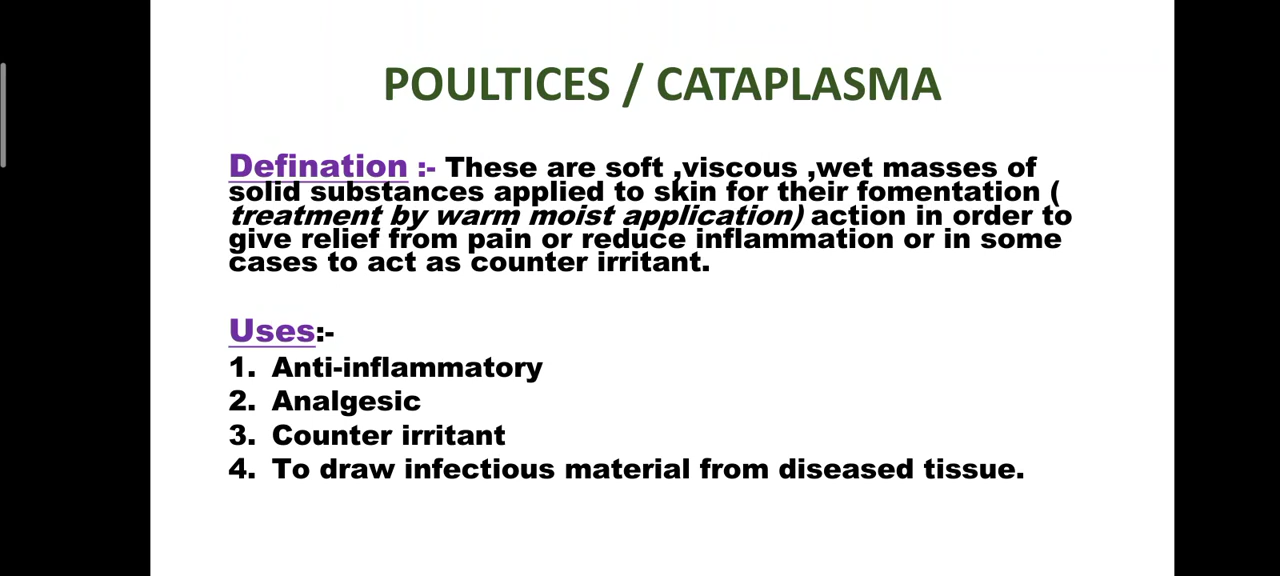 POULTICES / CATAPLASMA
Defination :- These are soft ,viscous ,wet masses of
solid substances applied to skin for their fomentation (
treatment by warm moist application) action in order to
give relief from pain or reduce inflammation or in some
cases to act as counter irritant.
Uses:-
1. Anti-inflammatory
2. Analgesic
3. Counter irritant
4. To draw infectious material from diseased tissue.